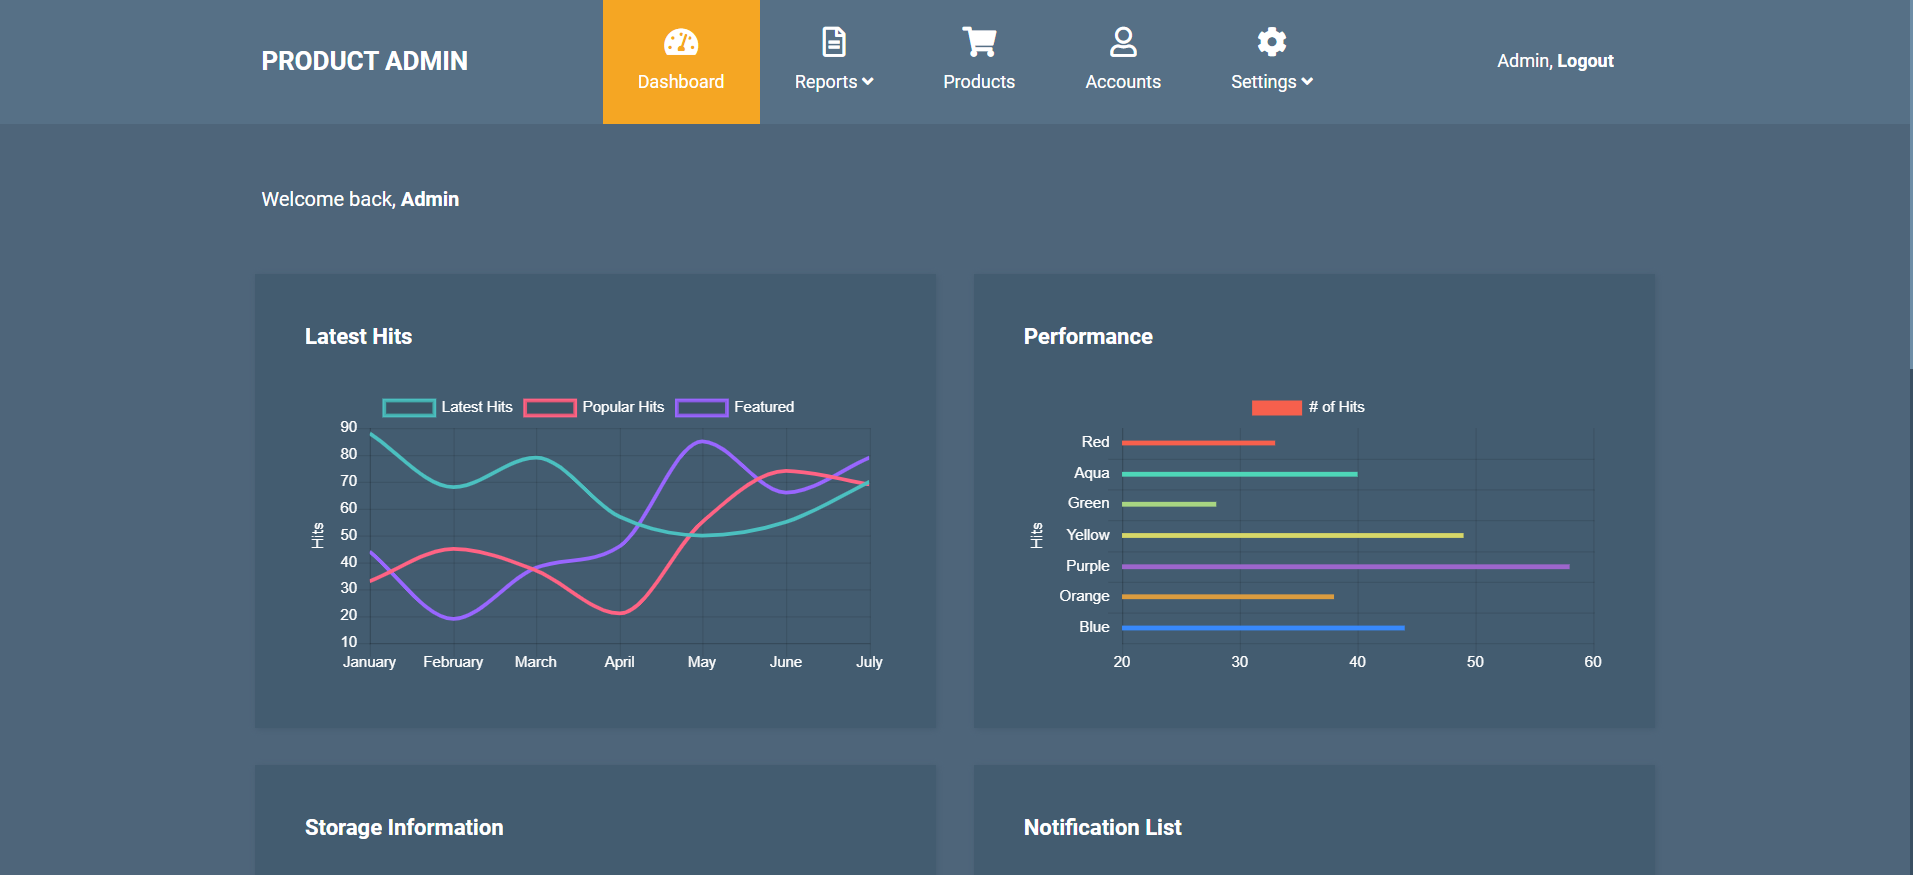 PRODUCT ADMIN
Dashboard
Reports
Products
Accounts
Settings
Admin, Logout
Welcome back, Admin
Latest Hits
Latest Hits Popular Hits Featured
90
80
70
60
50
40
30
20
10
Hits
January February March April May June July
Performance
# of Hits
Red
Aqua
Green
Yellow
Purple
Orange
Blue
Hits
20 30 40 50 60
Storage Information
Notification List